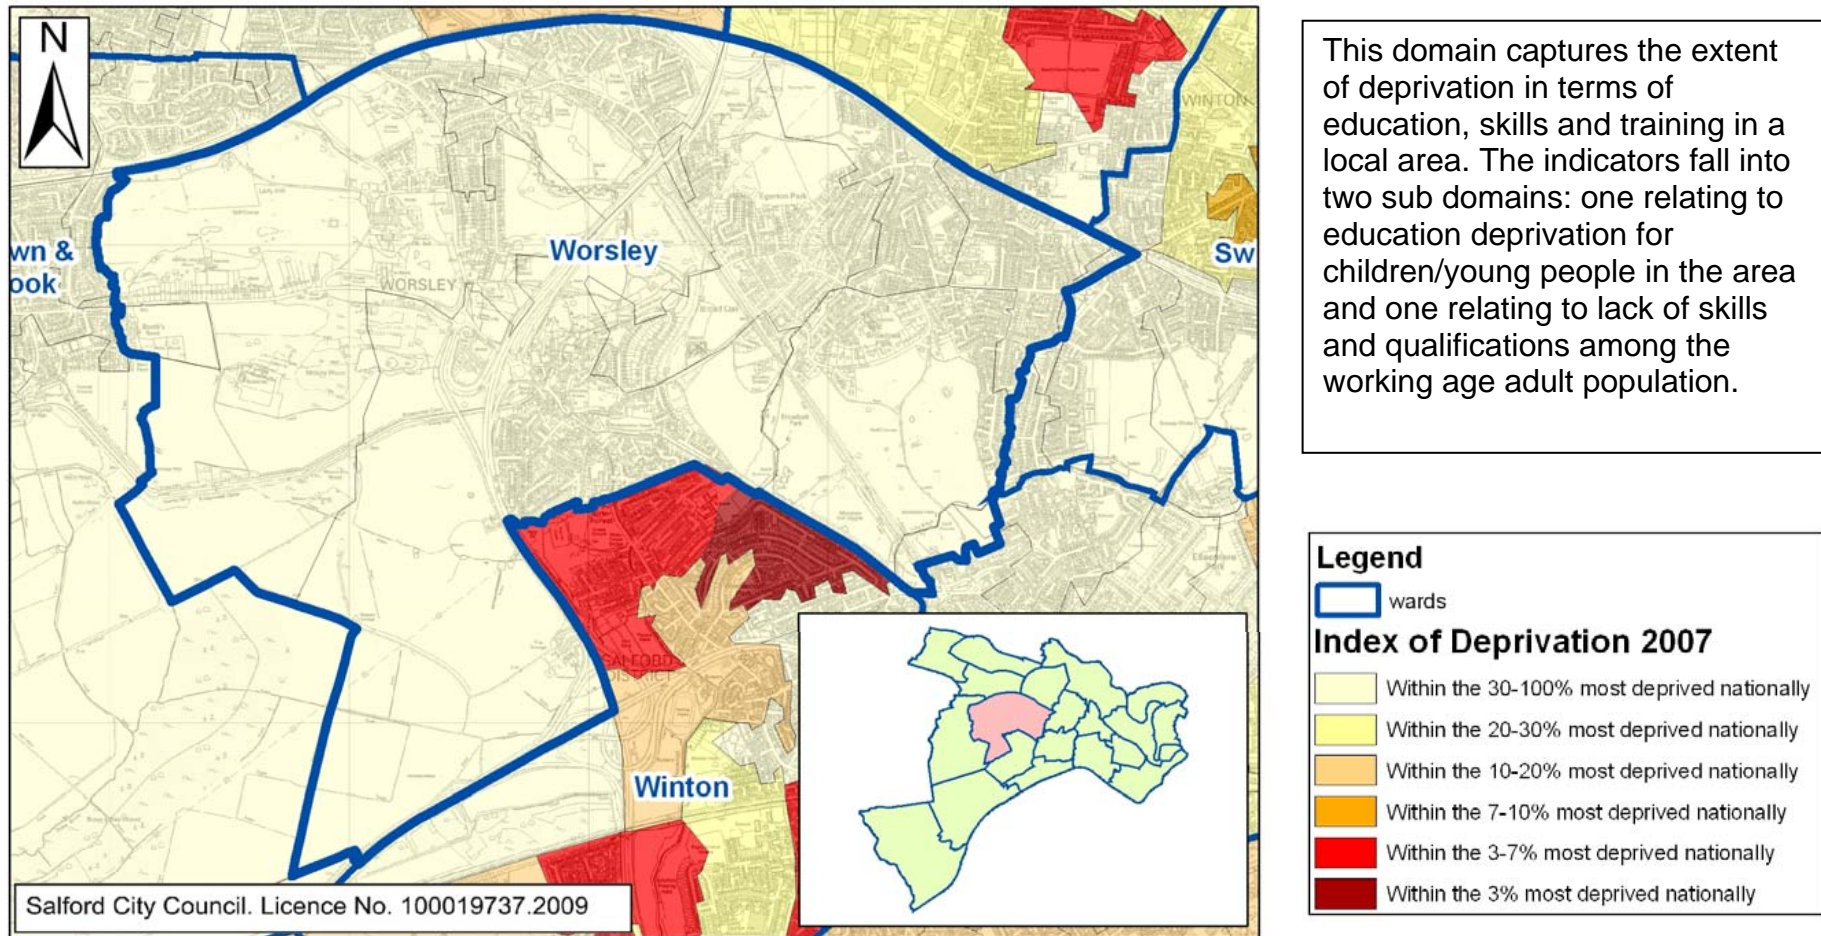 N
WINTON
wn &
ook
Worsley
Sw
Egerton Park
WORSLEY
SALFORD
DISTRICT
Winton
Salford City Council. Licence No. 100019737.2009
This domain captures the extent
of deprivation in terms of
education, skills and training in a
local area. The indicators fall into
two sub domains: one relating to
education deprivation for
children/young people in the area
and one relating to lack of skills
and qualifications among the
working age adult population.
Legend
wards
Index of Deprivation 2007
Within the 30-100% most deprived nationally
Within the 20-30% most deprived nationally
Within the 10-20% most deprived nationally
Within the 7-10% most deprived nationally
Within the 3-7% most deprived nationally
Within the 3% most deprived nationally